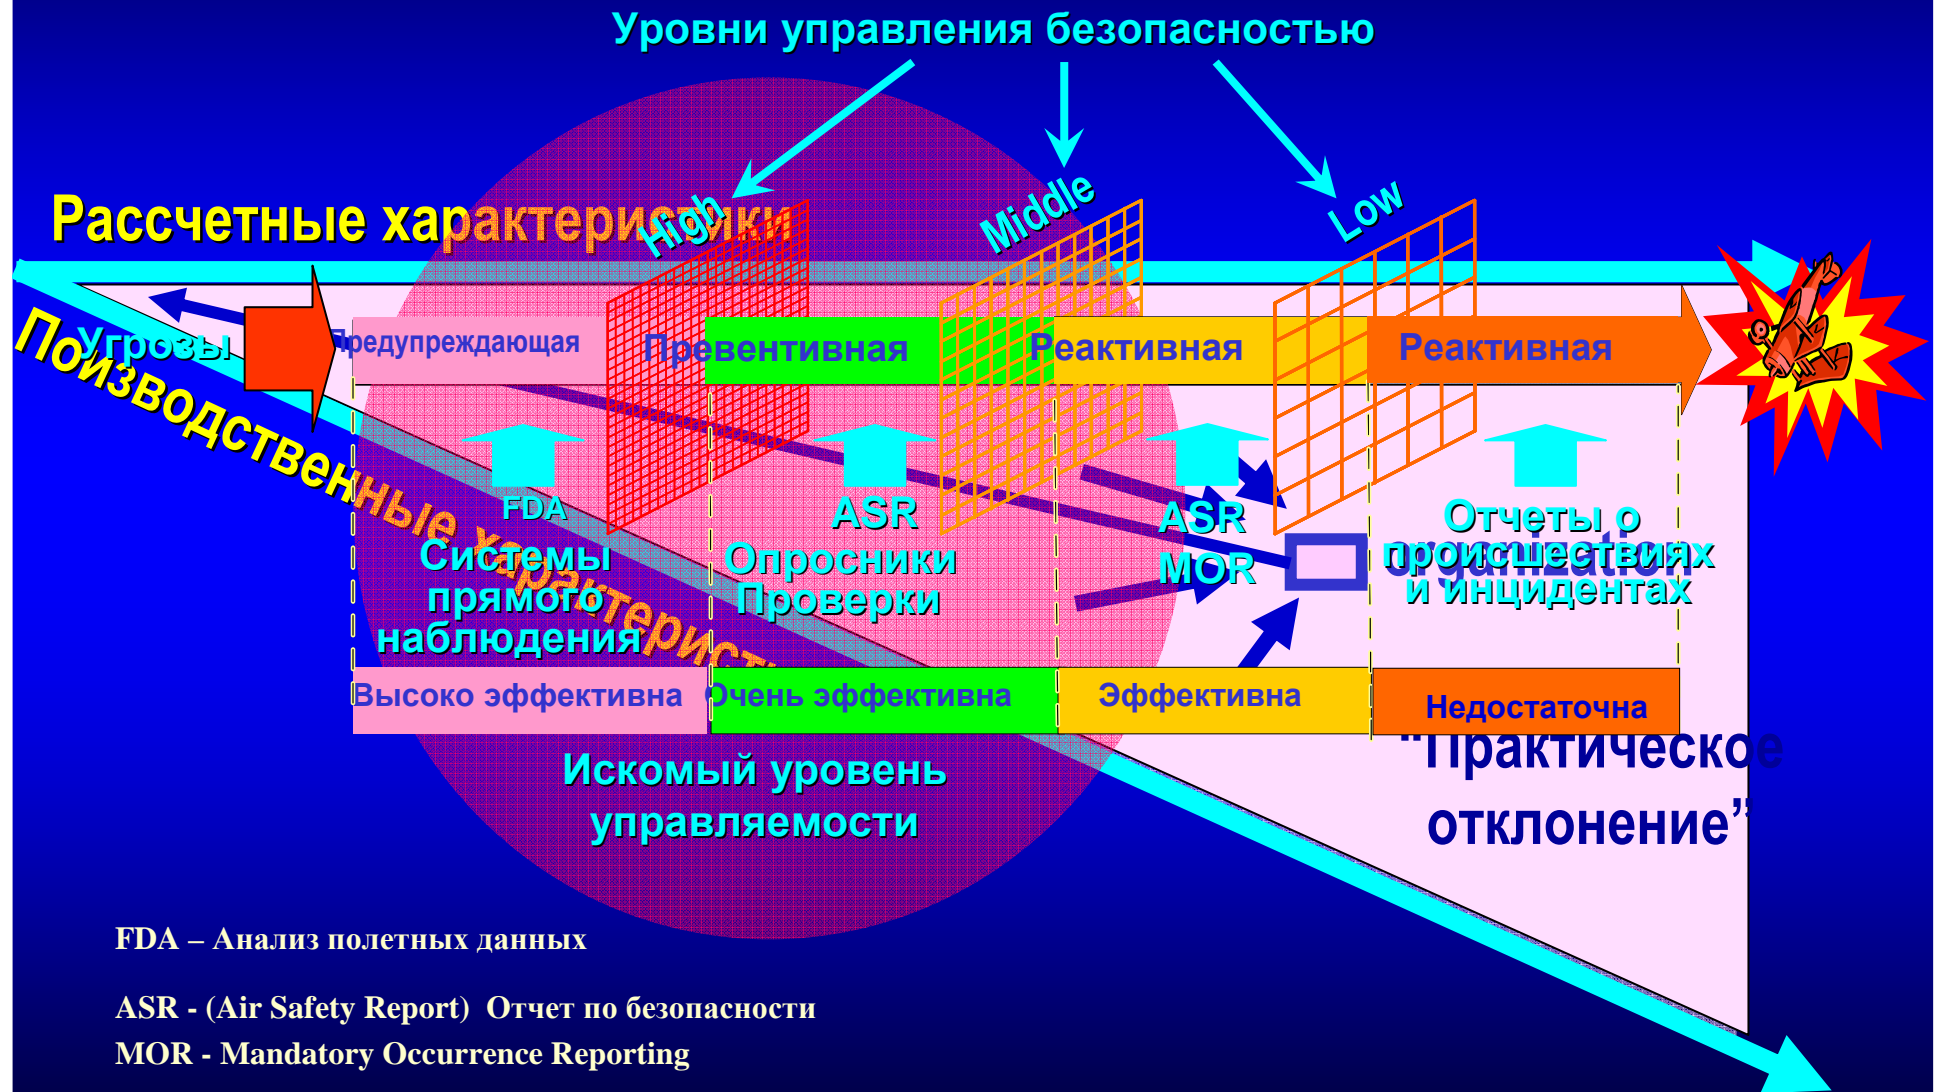 Уровни управления безопасностью
High
Middle
Low
Рассчетные характеристики
Угрозы
Поизводственные характеристи
Предупреждающая
Превентивная
Реактивная
Реактивная
FDA
Системы
прямого
наблюдения
ASR
Опросники
Проверки
ASR
MOR
Отчеты о
происшествиях
и инцидентах
organization
Высоко эффективна
Очень эффективна
Эффективна
Недостаточна
“Практическое
отклонение”
Искомый уровень
управляемости
FDA – Анализ полетных данных
ASR - (Air Safety Report) Отчет по безопасности
MOR - Mandatory Occurrence Reporting